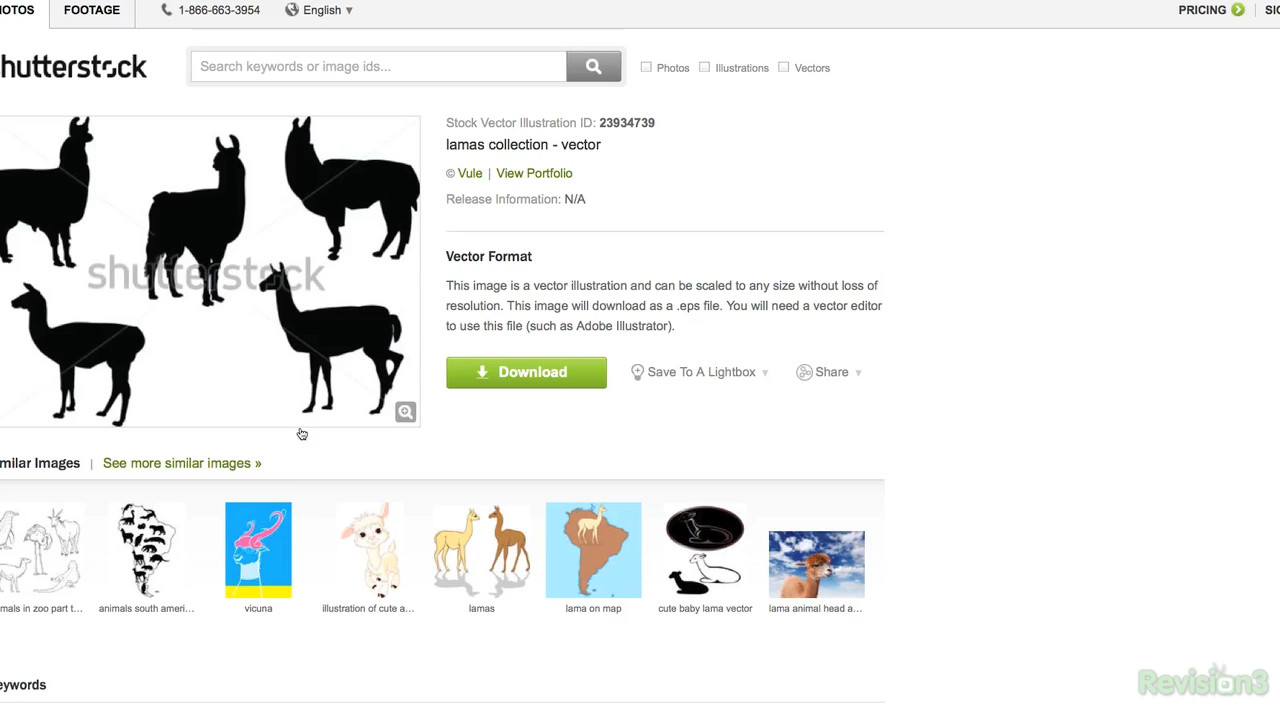 HOTOS FOOTAGE 1-866-663-3954 English PRICING SIG
hutterstock Search keywords or image ids... Photos Illustrations Vectors
Stock Vector Illustration ID: 23934739
lamas collection - vector
© Vule | View Portfolio
Release Information: N/A
shutterstock
Vector Format
This image is a vector illustration and can be scaled to any size without loss of
resolution. This image will download as a .eps file. You will need a vector editor
to use this file (such as Adobe Illustrator).
Download Save To A Lightbox Share
milar Images | See more similar images »
mals in zoo part t... animals south ameri... vicuna illustration of cute a... lamas lama on map cute baby lama vector lama animal head a...
eywords
Revision3